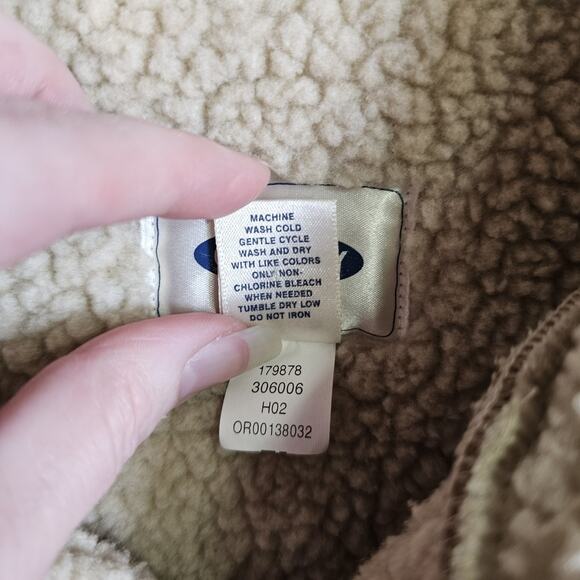 MACHINE
WASH COLD
GENTLE CYCLE
WASH AND DRY
WITH LIKE COLORS
ONLY NON-
CHLORINE BLEACH
WHEN NEEDED
TUMBLE DRY LOW
DO NOT IRON
179878
306006
H02
OR00138032